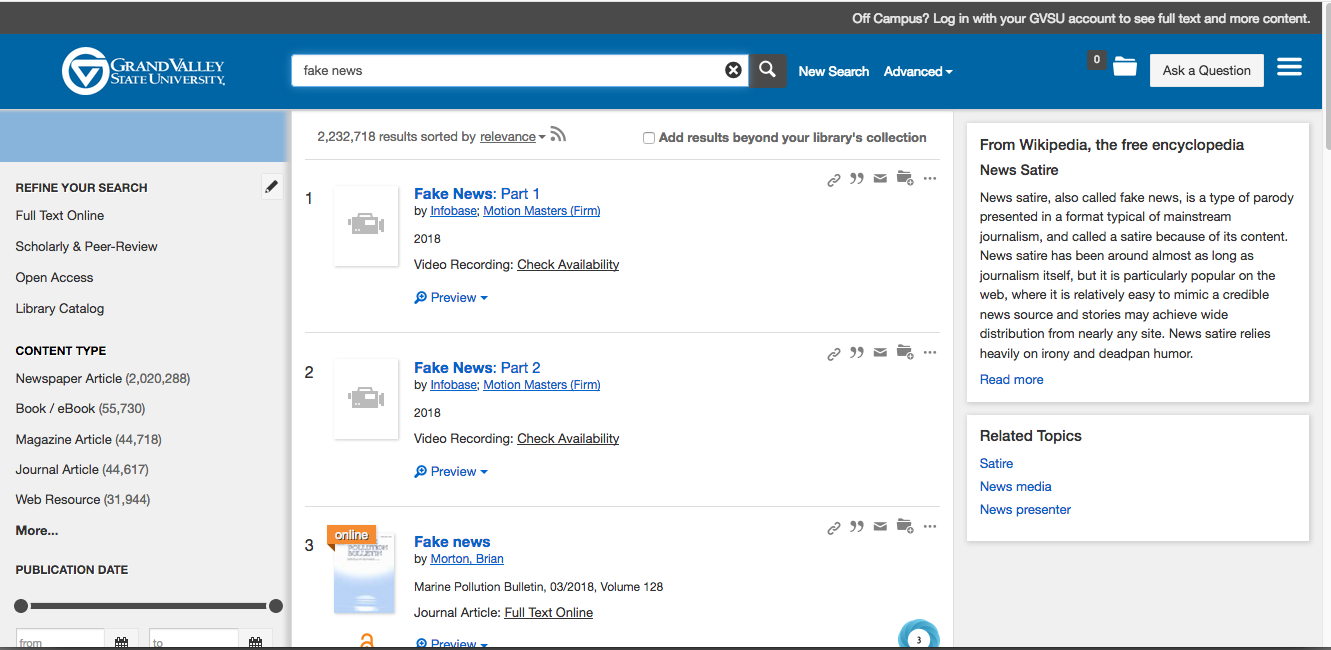 Off Campus? Log in with your GVSU account to see full text and more content.
GRAND VALLEY
STATE UNIVERSITY
fake news
New Search
Advanced
0
Ask a Question
2,232,718 results sorted by relevance
Add results beyond your library's collection
REFINE YOUR SEARCH
Full Text Online
Scholarly & Peer-Review
Open Access
Library Catalog
CONTENT TYPE
Newspaper Article (2,020,288)
Book / eBook (55,730)
Magazine Article (44,718)
Journal Article (44,617)
Web Resource (31,944)
More...
PUBLICATION DATE
from
to
1
Fake News: Part 1
by Infobase; Motion Masters (Firm)
2018
Video Recording: Check Availability
Preview
2
Fake News: Part 2
by Infobase; Motion Masters (Firm)
2018
Video Recording: Check Availability
Preview
3
online
POLLUTION
BULLETIN
Fake news
by Morton, Brian
Marine Pollution Bulletin, 03/2018, Volume 128
Journal Article: Full Text Online
Preview
3
From Wikipedia, the free encyclopedia
News Satire
News satire, also called fake news, is a type of parody
presented in a format typical of mainstream
journalism, and called a satire because of its content.
News satire has been around almost as long as
journalism itself, but it is particularly popular on the
web, where it is relatively easy to mimic a credible
news source and stories may achieve wide
distribution from nearly any site. News satire relies
heavily on irony and deadpan humor.
Read more
Related Topics
Satire
News media
News presenter